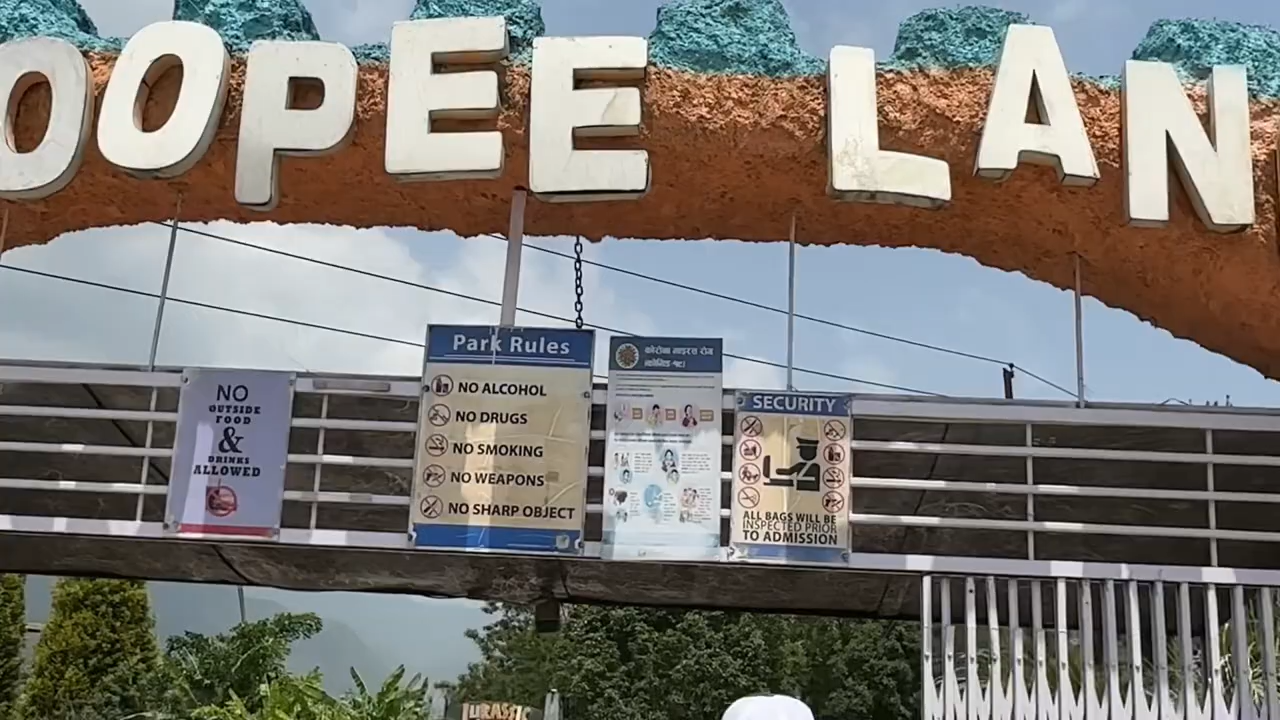 OOPEE LAN
NO
OUTSIDE
FOOD
&
DRINKS
ALLOWED
Park Rules
NO ALCOHOL
NO DRUGS
NO SMOKING
NO WEAPONS
NO SHARP OBJECT
कोरोना भाइरस रोग
SECURITY
ALL BAGS WILL BE
INSPECTED PRIOR
TO ADMISSION
JURASSIC